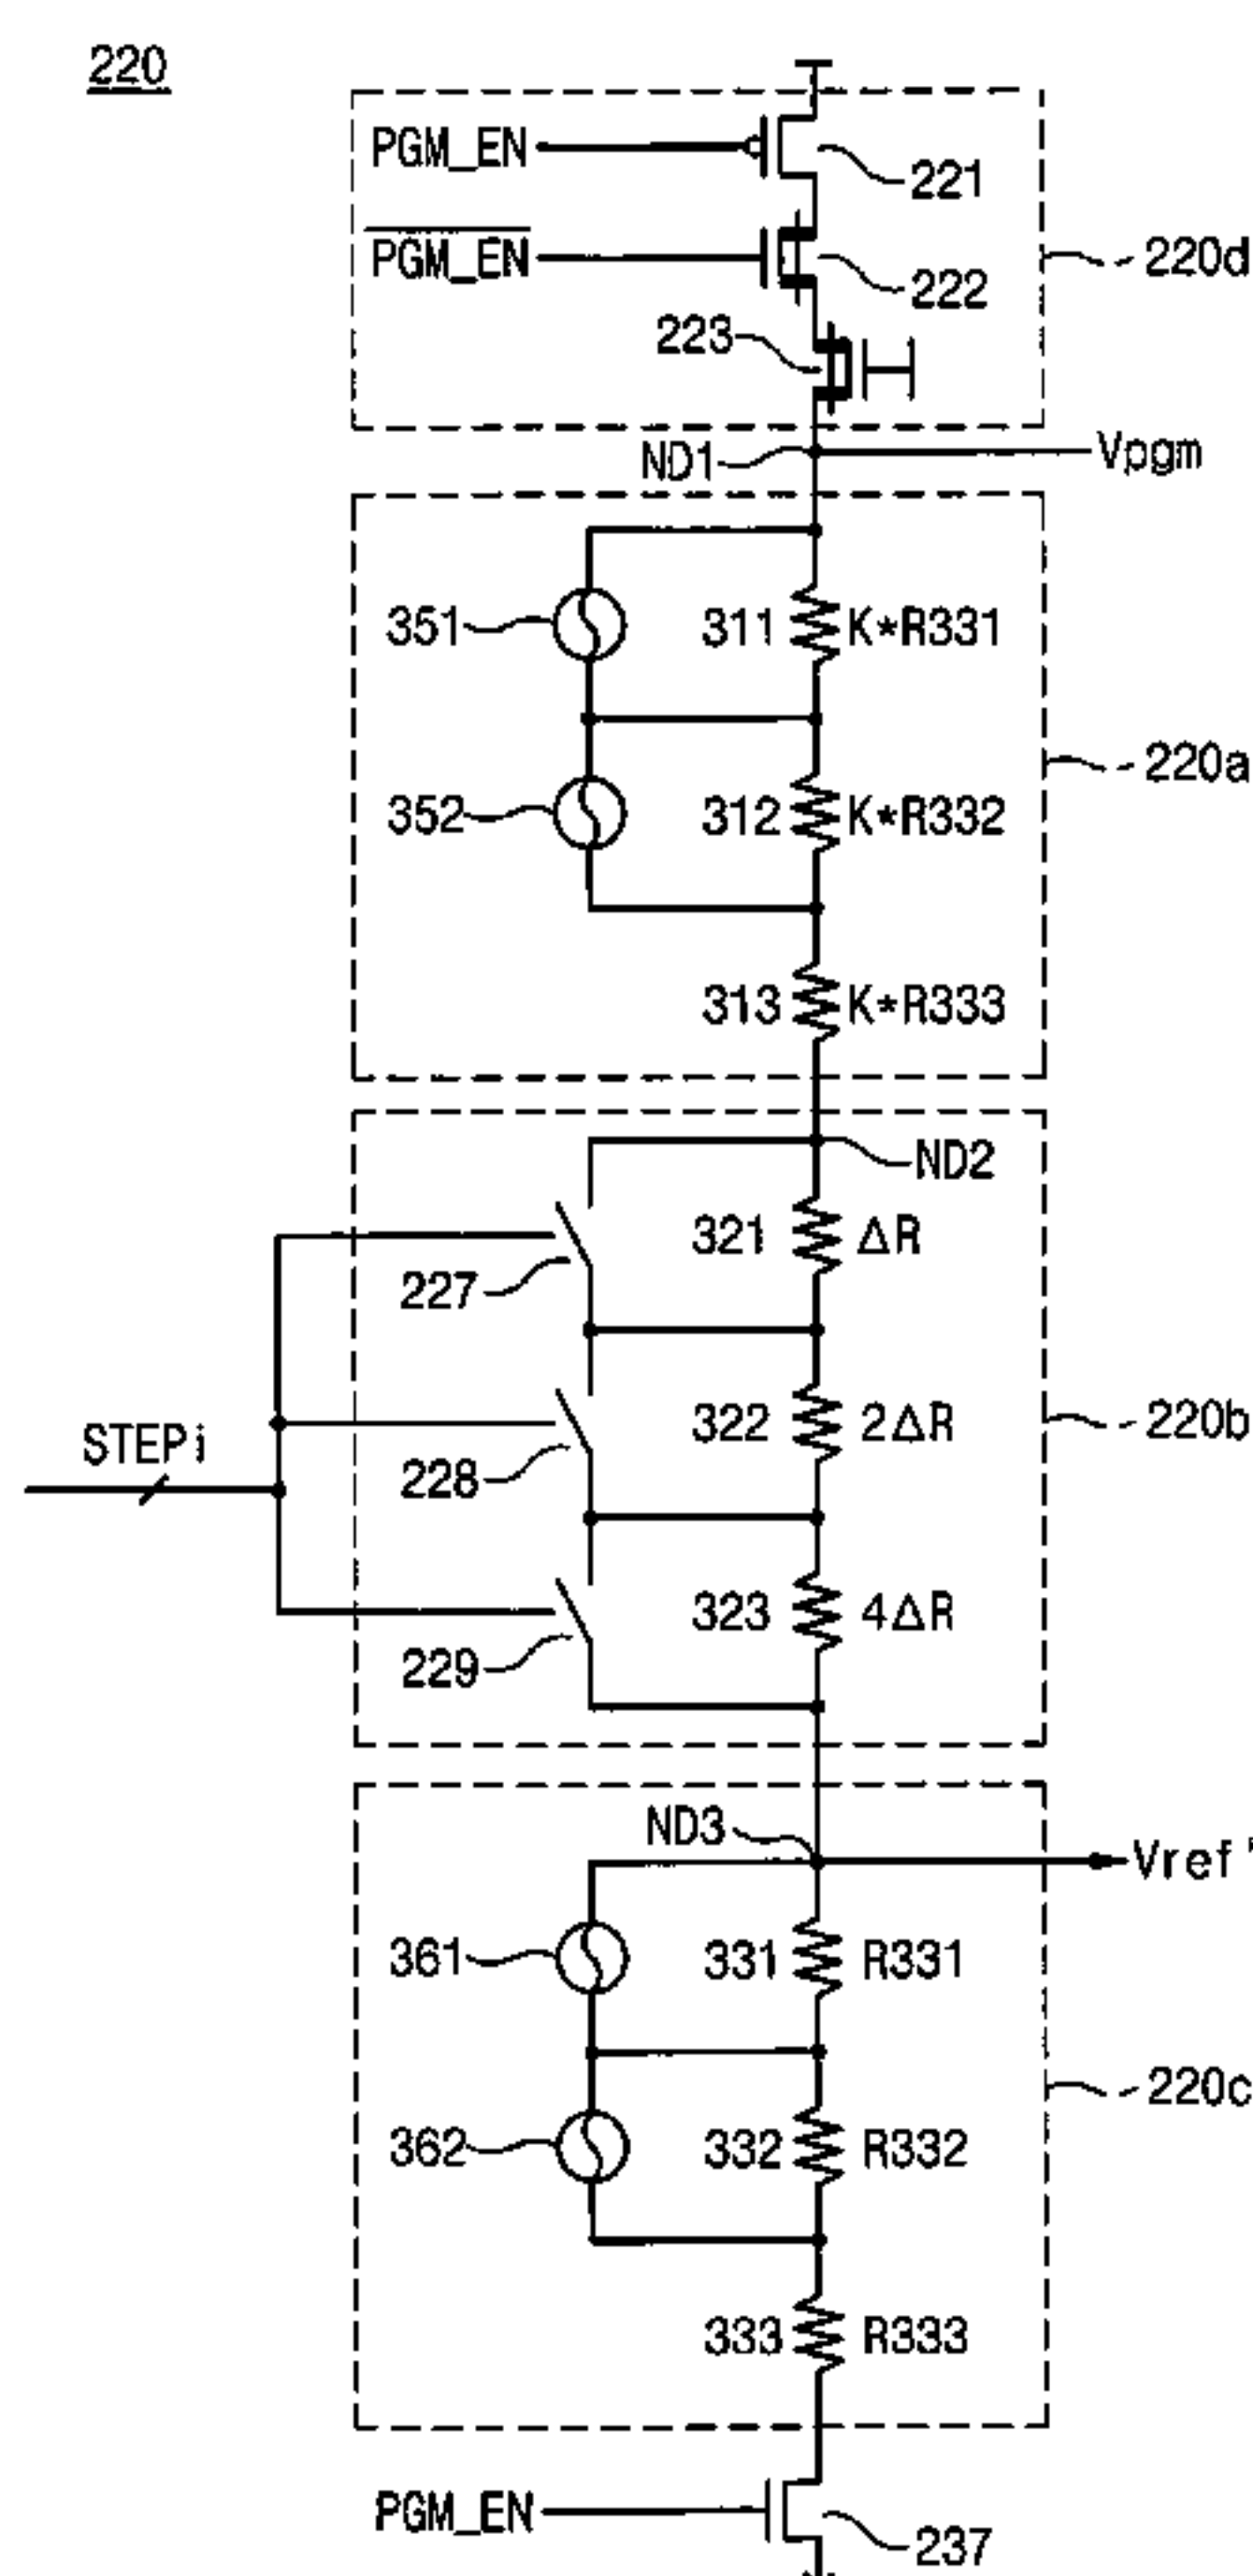 220
PGM_EN
221
PGM_EN
222
220d
223
ND1
Vpgm
351
311
K*R331
220a
352
312
K*R332
313
K*R333
ND2
321
ΔR
227
322
2ΔR
220b
STEPi
228
323
4ΔR
229
ND3
Vref'
361
331
R331
220c
362
332
R332
333
R333
PGM_EN
237